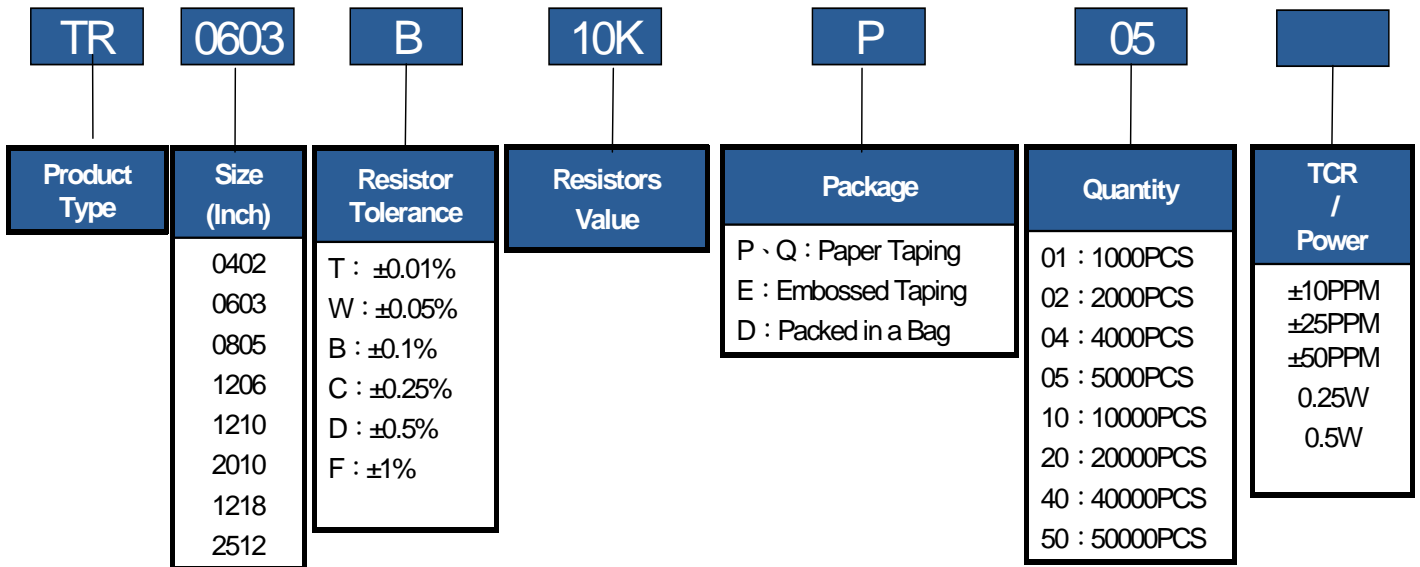 TR 0603 B 10K P 05
Product
Type
Size
(Inch)
0402
0603
0805
1206
1210
2010
1218
2512
Resistor
Tolerance
T：±0.01%
W：±0.05%
B：±0.1%
C：±0.25%
D：±0.5%
F：±1%
Resistors
Value
Package
P、Q：Paper Taping
E：Embossed Taping
D：Packed in a Bag
Quantity
01：1000PCS
02：2000PCS
04：4000PCS
05：5000PCS
10：10000PCS
20：20000PCS
40：40000PCS
50：50000PCS
TCR
/
Power
±10PPM
±25PPM
±50PPM
0.25W
0.5W